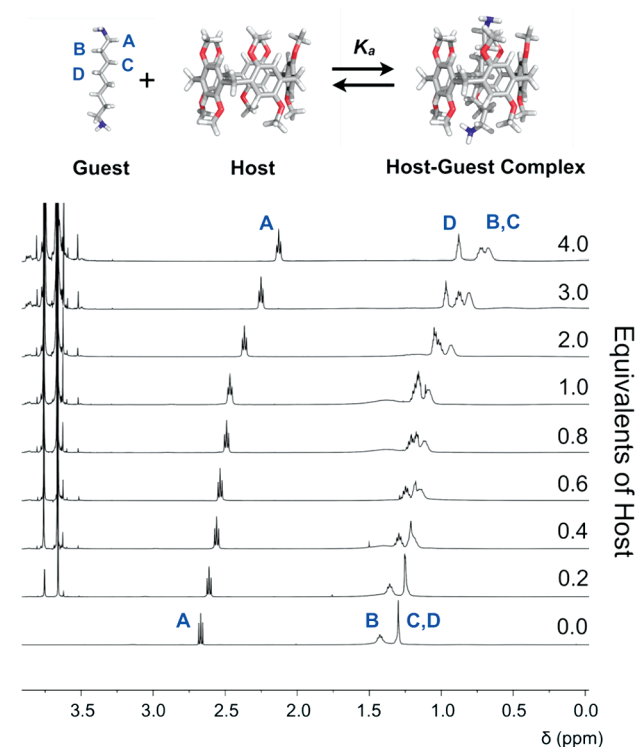 A
B
C
D
+
Kₐ
Guest
Host
Host-Guest Complex
A
D
B,C
4.0
3.0
2.0
1.0
0.8
0.6
0.4
0.2
0.0
A
B
C,D
Equivalents of Host
3.5
3.0
2.5
2.0
1.5
1.0
0.5
0.0
δ (ppm)